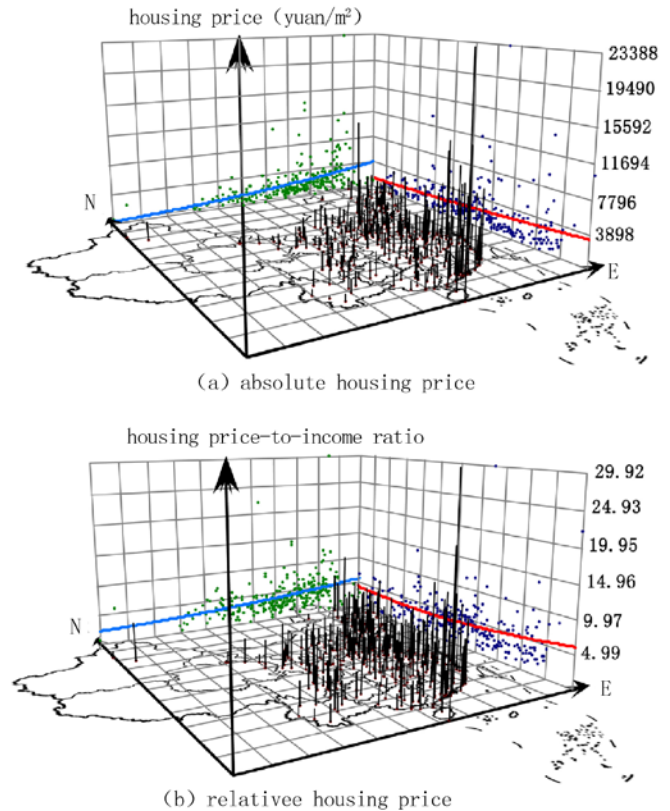 housing price (yuan/m²)
23388
19490
15592
11694
7796
3898
N
E
(a) absolute housing price
housing price-to-income ratio
29.92
24.93
19.95
14.96
9.97
4.99
N
E
(b) relativee housing price